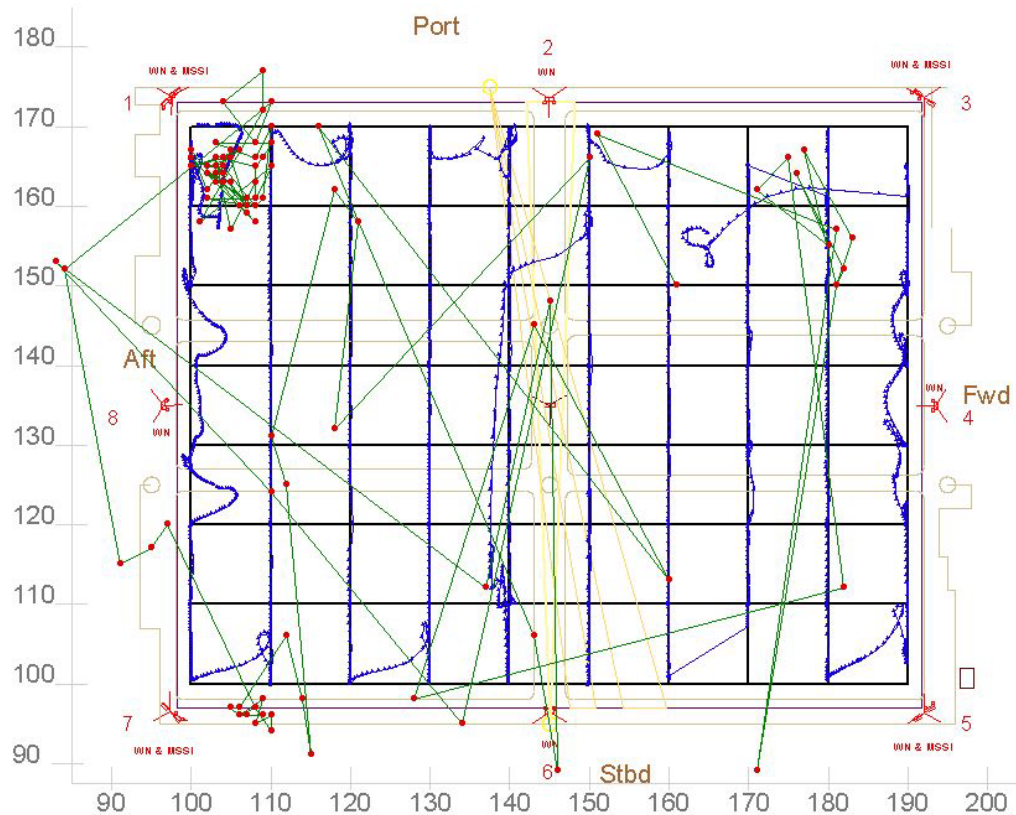 180
Port
2
WN & MSSI
WN
WN & MSSI
1
3
170
160
150
140
Aft
WN
Fwd
8
4
WN
130
120
110
100
7
5
WN & MSSI
WN
WN & MSSI
90
6
Stbd
90 100 110 120 130 140 150 160 170 180 190 200